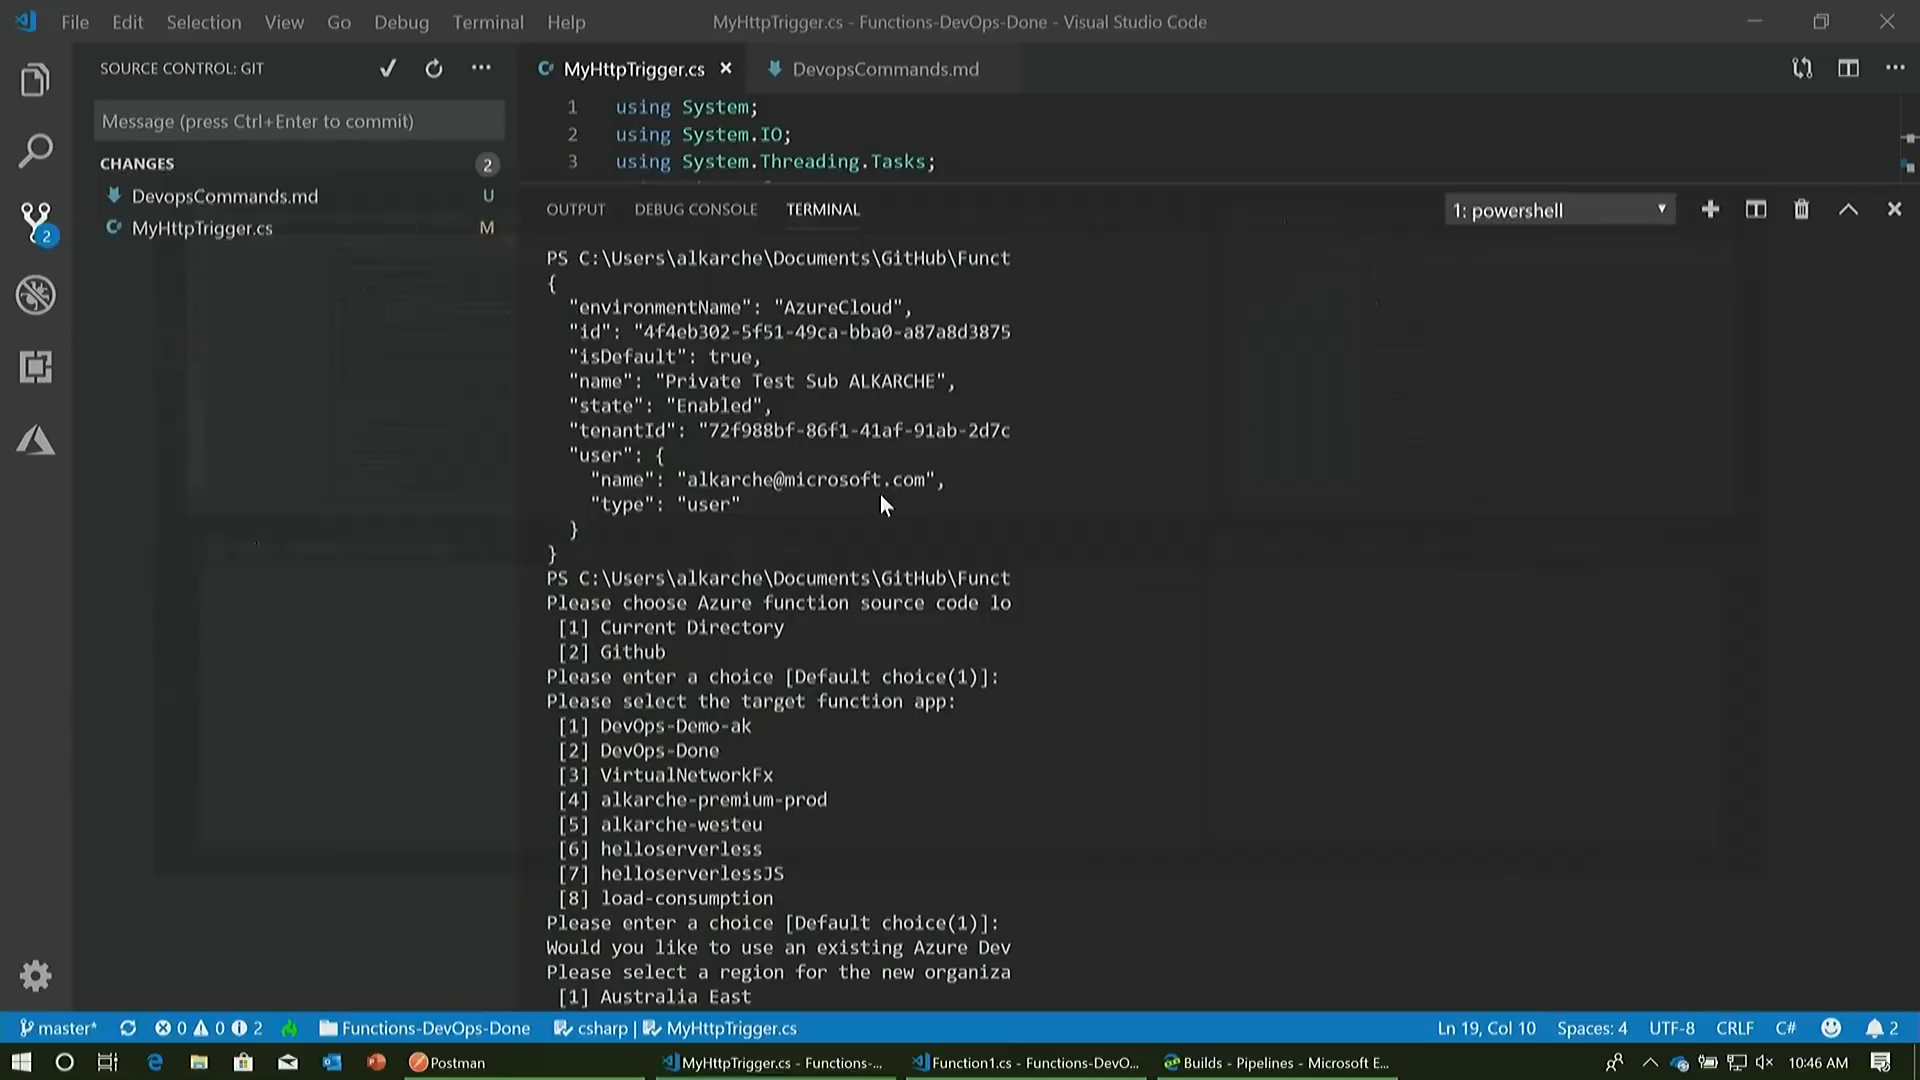 File Edit Selection View Go Debug Terminal Help
MyHttpTrigger.cs - Functions-DevOps-Done - Visual Studio Code
SOURCE CONTROL: GIT
Message (press Ctrl+Enter to commit)
CHANGES 2
DevopsCommands.md U
MyHttpTrigger.cs M
2
MyHttpTrigger.cs
DevopsCommands.md
1 using System;
2 using System.IO;
3 using System.Threading.Tasks;
OUTPUT DEBUG CONSOLE TERMINAL
1: powershell
PS C:\Users\alkarche\Documents\GitHub\Funct
{
"environmentName": "AzureCloud",
"id": "4f4eb302-5f51-49ca-bba0-a87a8d3875
"isDefault": true,
"name": "Private Test Sub ALKARCHE",
"state": "Enabled",
"tenantId": "72f988bf-86f1-41af-91ab-2d7c
"user": {
"name": "alkarche@microsoft.com",
"type": "user"
}
}
PS C:\Users\alkarche\Documents\GitHub\Funct
Please choose Azure function source code lo
[1] Current Directory
[2] Github
Please enter a choice [Default choice(1)]:
Please select the target function app:
[1] DevOps-Demo-ak
[2] DevOps-Done
[3] VirtualNetworkFx
[4] alkarche-premium-prod
[5] alkarche-westeu
[6] helloserverless
[7] helloserverlessJS
[8] load-consumption
Please enter a choice [Default choice(1)]:
Would you like to use an existing Azure Dev
Please select a region for the new organiza
[1] Australia East
master* 0 0 2 Functions-DevOps-Done csharp | MyHttpTrigger.cs
Ln 19, Col 10 Spaces: 4 UTF-8 CRLF C# 2
Postman
MyHttpTrigger.cs - Functions-...
Function1.cs - Functions-DevO...
Builds - Pipelines - Microsoft E...
10:46 AM